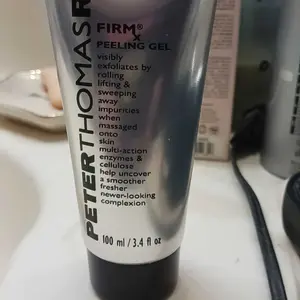 PETER THOMAS R
FIRMX®
PEELING GEL
visibly
exfoliates by
rolling
lifting &
sweeping
away
impurities
when
massaged
onto
skin
multi-action
enzymes &
cellulose
help uncover
a smoother
fresher
newer-looking
complexion
100 ml / 3.4 fl oz